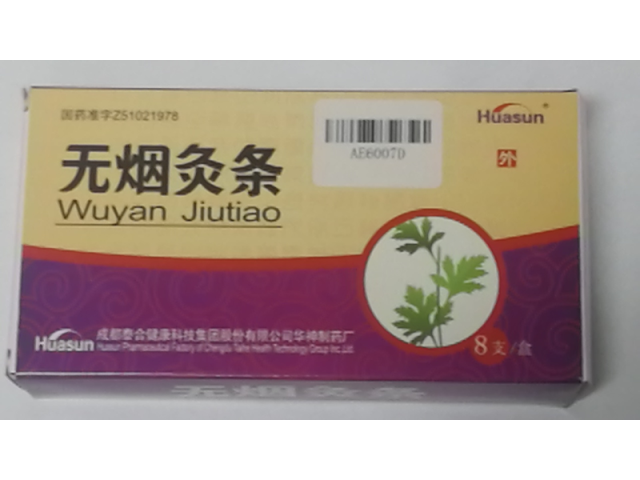 国药准字Z51021978
Huasun®
AE6007D
外
无烟灸条
Wuyan Jiutiao
Huasun
成都泰合健康科技集团股份有限公司华神制药厂
Huasun Pharmaceutical Factory of Chengdu Taihe Health Technology Group Inc.Ltd.
8支/盒
无烟灸条